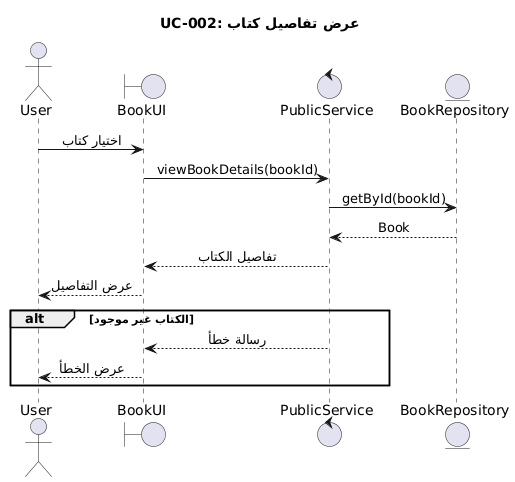 UC-002: عرض تفاصيل كتاب
User
BookUI
PublicService
BookRepository
اختيار كتاب
viewBookDetails(bookId)
getById(bookId)
Book
تفاصيل الكتاب
عرض التفاصيل
alt [الكتاب غير موجود]
رسالة خطأ
عرض الخطأ
User
BookUI
PublicService
BookRepository